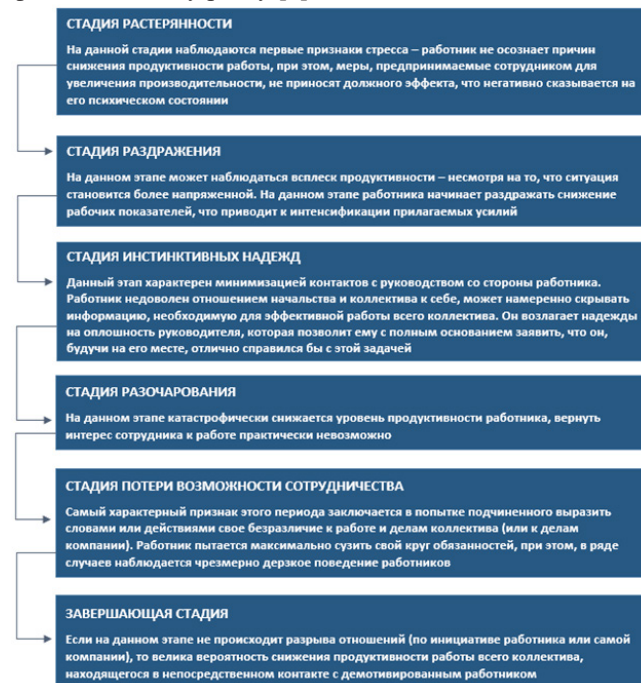 СТАДИЯ РАСТЕРЯННОСТИ
На данной стадии наблюдаются первые признаки стресса – работник не осознает причин
снижения продуктивности работы, при этом, меры, предпринимаемые сотрудником для
увеличения производительности, не приносят должного эффекта, что негативно сказывается на
его психическом состоянии
СТАДИЯ РАЗДРАЖЕНИЯ
На данном этапе может наблюдаться всплеск продуктивности – несмотря на то, что ситуация
становится более напряженной. На данном этапе работника начинает раздражать снижение
рабочих показателей, что приводит к интенсификации прилагаемых усилий
СТАДИЯ ИНСТИНКТИВНЫХ НАДЕЖД
Данный этап характерен минимизацией контактов с руководством со стороны работника.
Работник недоволен отношением начальства и коллектива к себе, может намеренно скрывать
информацию, необходимую для эффективной работы всего коллектива. Он возлагает надежды
на оплошность руководителя, которая позволит ему с полным основанием заявить, что он,
будучи на его месте, отлично справился бы с этой задачей
СТАДИЯ РАЗОЧАРОВАНИЯ
На данном этапе катастрофически снижается уровень продуктивности работника, вернуть
интерес сотрудника к работе практически невозможно
СТАДИЯ ПОТЕРИ ВОЗМОЖНОСТИ СОТРУДНИЧЕСТВА
Самый характерный признак этого периода заключается в попытке подчиненного выразить
словами или действиями свое безразличие к работе и делам коллектива (или к делам
компании). Работник пытается максимально сузить свой круг обязанностей, при этом, в ряде
случаев наблюдается чрезмерно дерзкое поведение работников
ЗАВЕРШАЮЩАЯ СТАДИЯ
Если на данном этапе не происходит разрыва отношений (по инициативе работника или самой
компании), то велика вероятность снижения продуктивности работы всего коллектива,
находящегося в непосредственном контакте с демотивированным работником